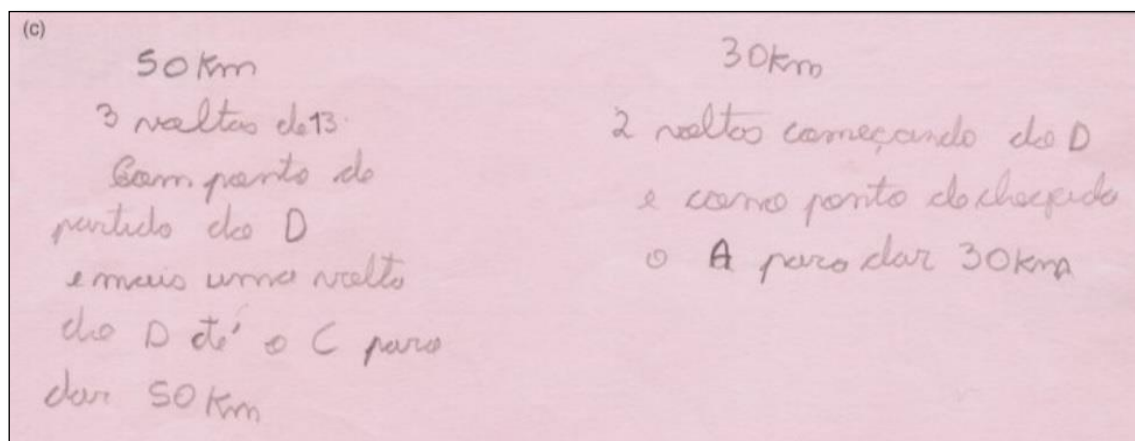 (c)
50 Km
3 voltas de 13.
Com ponto de
partida do D
e mais uma volta
do D até o C para
dar 50 Km
30 Km
2 voltas começando do D
e como ponto de chegada
o A para dar 30 Km